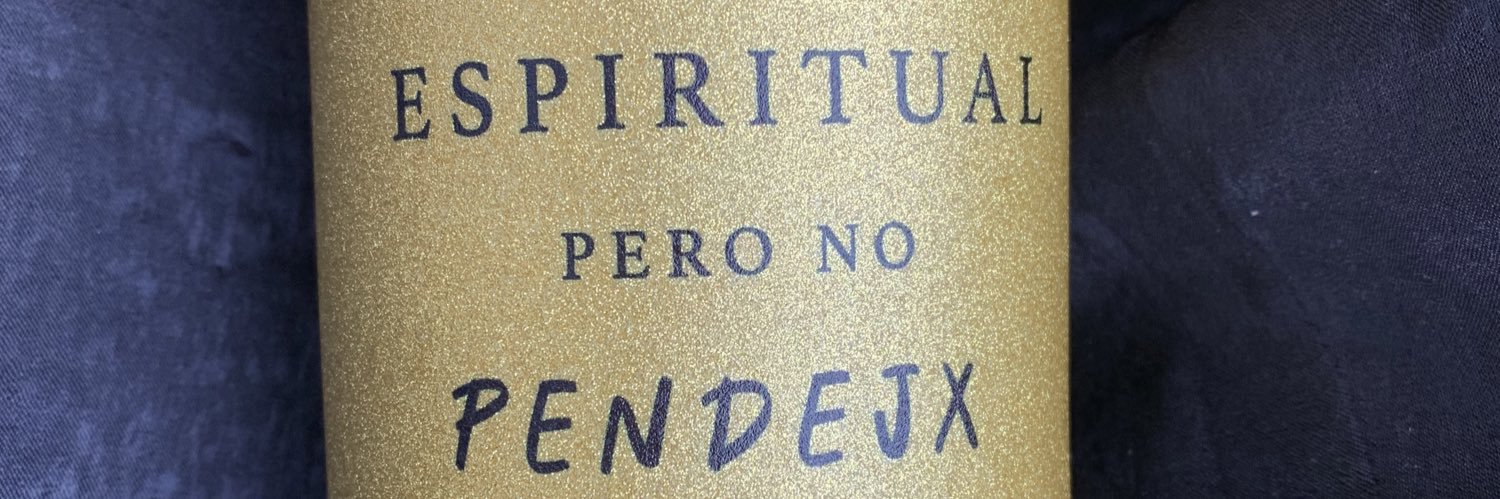 ESPIRITUAL
PERO NO
PENDEJX